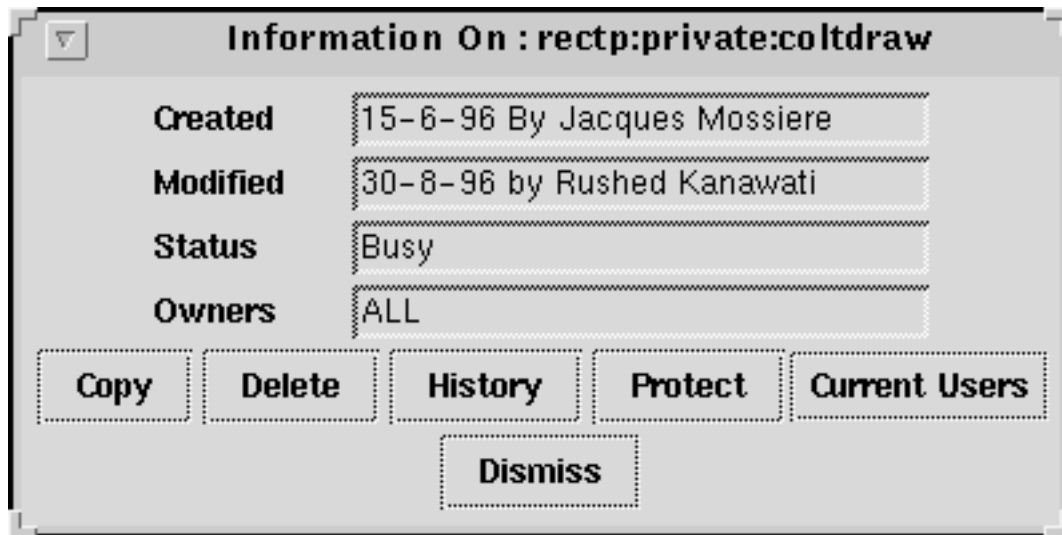 Information On : rectp:private:coltdraw
Created 15-6-96 By Jacques Mossiere
Modified 30-8-96 by Rushed Kanawati
Status Busy
Owners ALL
Copy Delete History Protect Current Users
Dismiss